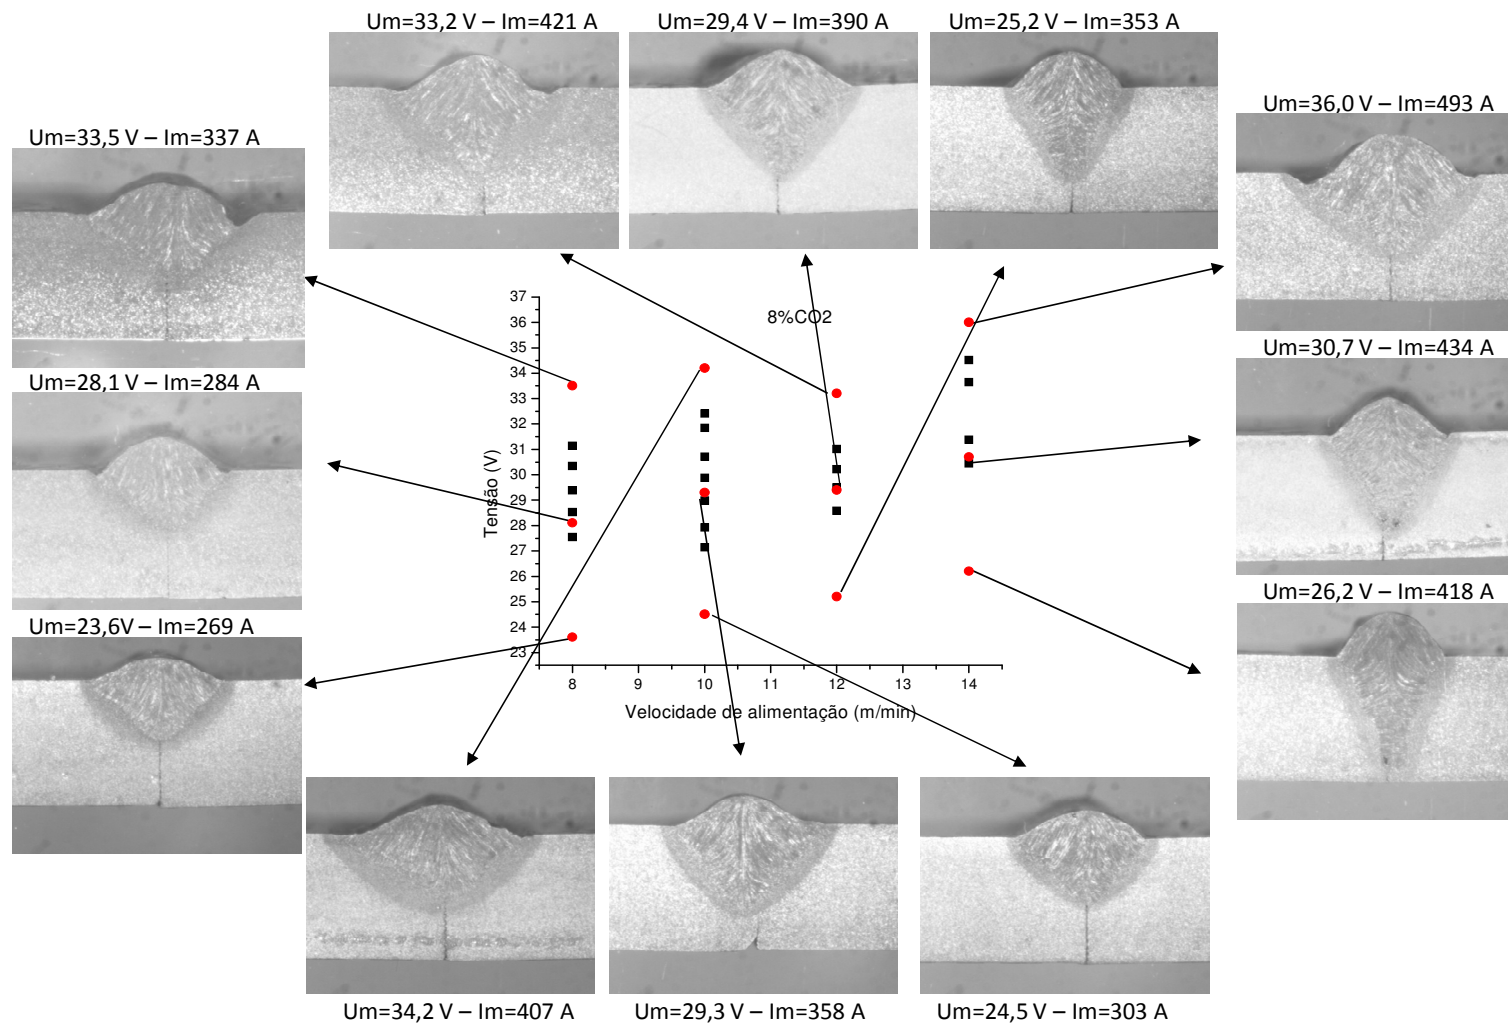 Um=33,2 V – Im=421 A
Um=29,4 V – Im=390 A
Um=25,2 V – Im=353 A
Um=36,0 V – Im=493 A
Um=33,5 V – Im=337 A
Um=30,7 V – Im=434 A
Um=28,1 V – Im=284 A
Um=26,2 V – Im=418 A
Um=23,6V – Im=269 A
8%CO2
37
36
35
34
33
32
31
30
29
28
27
26
25
24
23
Tensão (V)
8 9 10 11 12 13 14
Velocidade de alimentação (m/min)
Um=34,2 V – Im=407 A
Um=29,3 V – Im=358 A
Um=24,5 V – Im=303 A